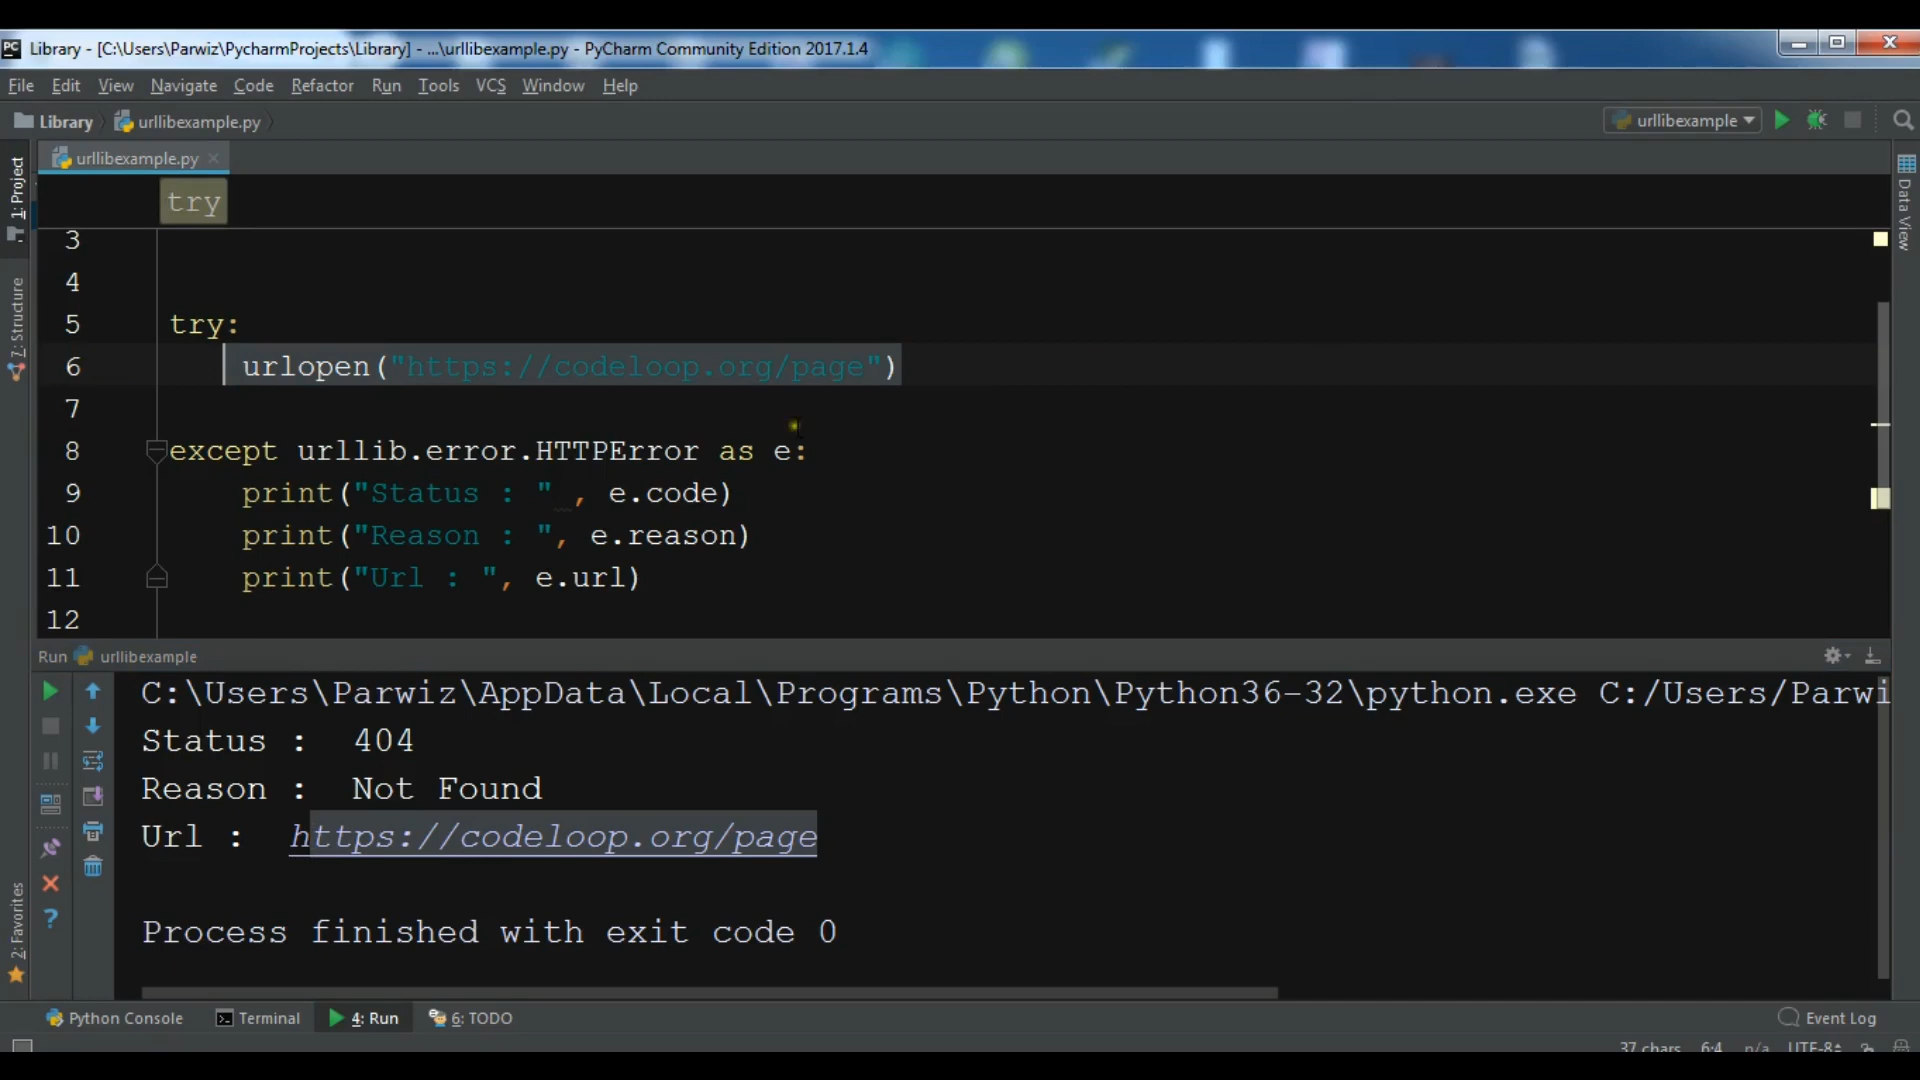 Library - [C:\Users\Parwiz\PycharmProjects\Library] - ...\urllibexample.py - PyCharm Community Edition 2017.1.4
File Edit View Navigate Code Refactor Run Tools VCS Window Help
Library urllibexample.py
urllibexample
urllibexample.py
1: Project
7: Structure
2: Favorites
Data View
try
3
4
5 try:
6 urlopen("https://codeloop.org/page")
7
8 except urllib.error.HTTPError as e:
9 print("Status : " , e.code)
10 print("Reason : ", e.reason)
11 print("Url : ", e.url)
12
Run urllibexample
C:\Users\Parwiz\AppData\Local\Programs\Python\Python36-32\python.exe C:/Users/Parwi
Status : 404
Reason : Not Found
Url : https://codeloop.org/page
Process finished with exit code 0
Python Console Terminal 4: Run 6: TODO Event Log
37 chars 6:4 n/a UTF-8